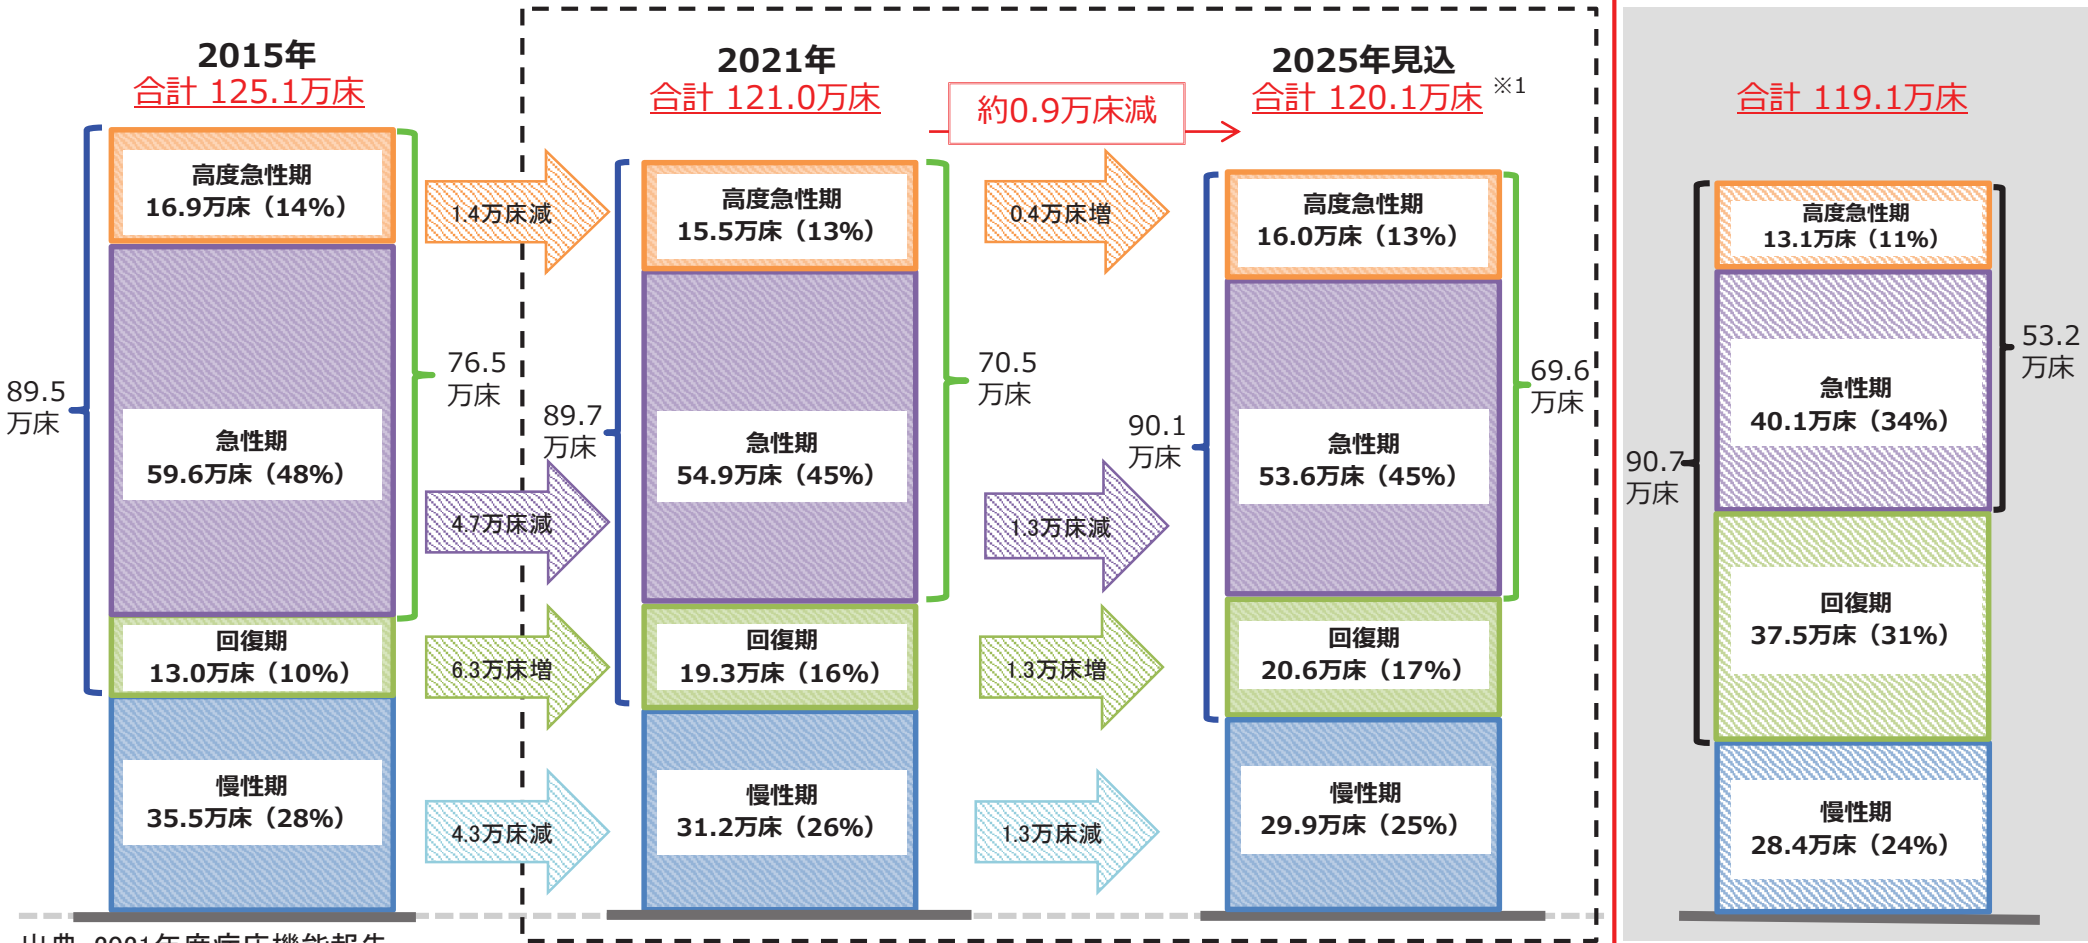 2015年
合計 125.1万床
高度急性期
16.9万床（14%）
急性期
59.6万床（48%）
回復期
13.0万床（10%）
慢性期
35.5万床（28%）
89.5
万床
76.5
万床
1.4万床減
4.7万床減
6.3万床増
4.3万床減
2021年
合計 121.0万床
高度急性期
15.5万床（13%）
急性期
54.9万床（45%）
回復期
19.3万床（16%）
慢性期
31.2万床（26%）
89.7
万床
70.5
万床
約0.9万床減
0.4万床増
1.3万床減
1.3万床増
1.3万床減
2025年見込
合計 120.1万床 ※1
高度急性期
16.0万床（13%）
急性期
53.6万床（45%）
回復期
20.6万床（17%）
慢性期
29.9万床（25%）
90.1
万床
69.6
万床
合計 119.1万床
高度急性期
13.1万床（11%）
急性期
40.1万床（34%）
回復期
37.5万床（31%）
慢性期
28.4万床（24%）
90.7
万床
53.2
万床
2021年度病床機能報告